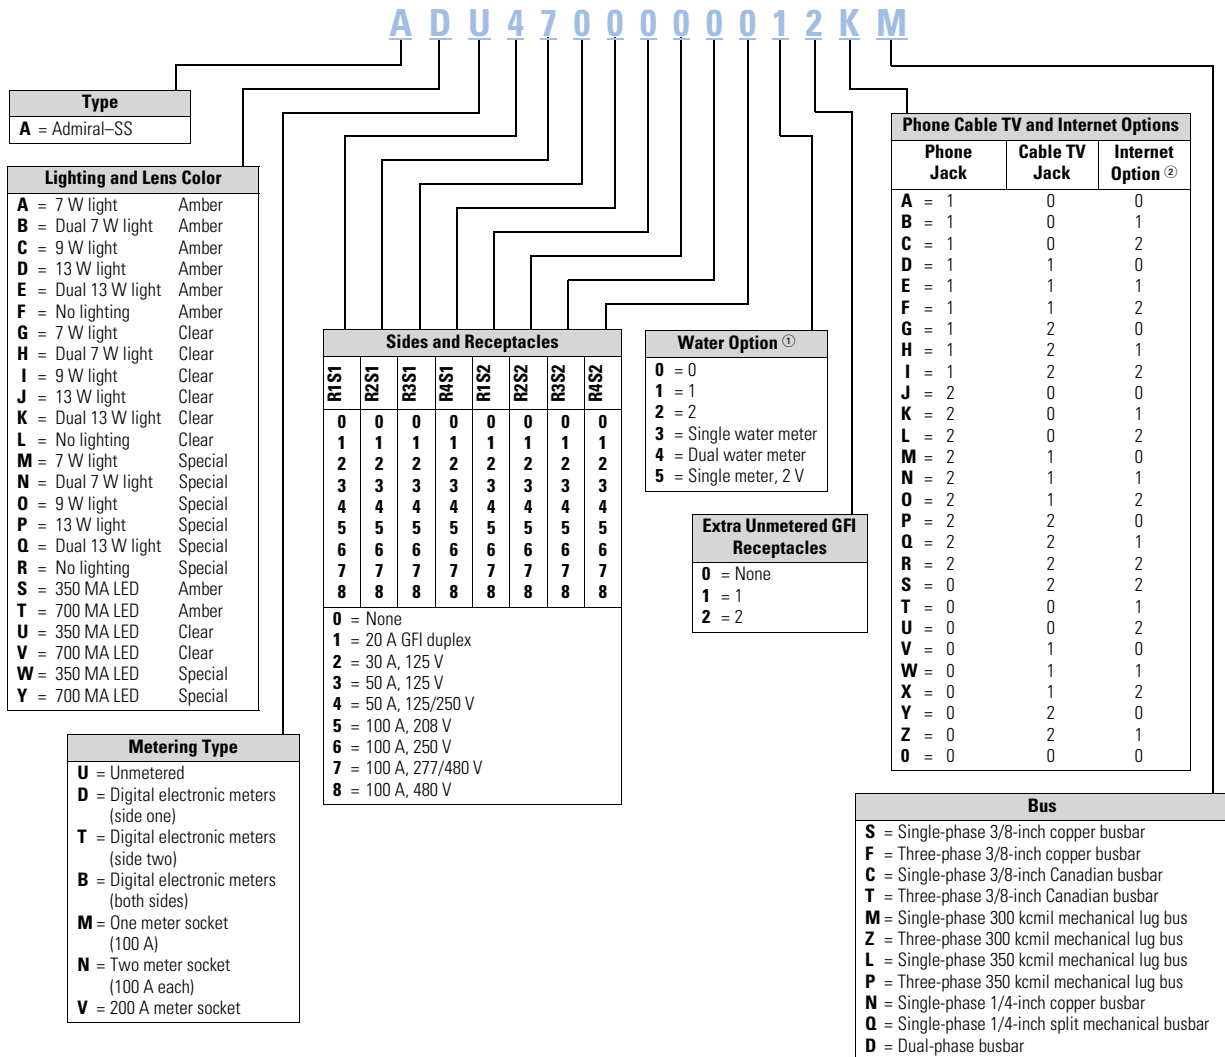 A D U 4 7 0 0 0 0 0 1 2 K M
Type
A = Admiral–SS
Lighting and Lens Color
A = 7 W light Amber
B = Dual 7 W light Amber
C = 9 W light Amber
D = 13 W light Amber
E = Dual 13 W light Amber
F = No lighting Amber
G = 7 W light Clear
H = Dual 7 W light Clear
I = 9 W light Clear
J = 13 W light Clear
K = Dual 13 W light Clear
L = No lighting Clear
M = 7 W light Special
N = Dual 7 W light Special
O = 9 W light Special
P = 13 W light Special
Q = Dual 13 W light Special
R = No lighting Special
S = 350 MA LED Amber
T = 700 MA LED Amber
U = 350 MA LED Clear
V = 700 MA LED Clear
W = 350 MA LED Special
Y = 700 MA LED Special
Metering Type
U = Unmetered
D = Digital electronic meters
(side one)
T = Digital electronic meters
(side two)
B = Digital electronic meters
(both sides)
M = One meter socket
(100 A)
N = Two meter socket
(100 A each)
V = 200 A meter socket
Sides and Receptacles
R1S1 R2S1 R3S1 R4S1 R1S2 R2S2 R3S2 R4S2
0 0 0 0 0 0 0 0
1 1 1 1 1 1 1 1
2 2 2 2 2 2 2 2
3 3 3 3 3 3 3 3
4 4 4 4 4 4 4 4
5 5 5 5 5 5 5 5
6 6 6 6 6 6 6 6
7 7 7 7 7 7 7 7
8 8 8 8 8 8 8 8
0 = None
1 = 20 A GFI duplex
2 = 30 A, 125 V
3 = 50 A, 125 V
4 = 50 A, 125/250 V
5 = 100 A, 208 V
6 = 100 A, 250 V
7 = 100 A, 277/480 V
8 = 100 A, 480 V
Water Option ①
0 = 0
1 = 1
2 = 2
3 = Single water meter
4 = Dual water meter
5 = Single meter, 2 V
Extra Unmetered GFI
Receptacles
0 = None
1 = 1
2 = 2
Phone Cable TV and Internet Options
Phone Cable TV Internet
Jack Jack Option ②
A = 1 0 0
B = 1 0 1
C = 1 0 2
D = 1 1 0
E = 1 1 1
F = 1 1 2
G = 1 2 0
H = 1 2 1
I = 1 2 2
J = 2 0 0
K = 2 0 1
L = 2 0 2
M = 2 1 0
N = 2 1 1
O = 2 1 2
P = 2 2 0
Q = 2 2 1
R = 2 2 2
S = 0 2 2
T = 0 0 1
U = 0 0 2
V = 0 1 0
W = 0 1 1
X = 0 1 2
Y = 0 2 0
Z = 0 2 1
0 = 0 0 0
Bus
S = Single-phase 3/8-inch copper busbar
F = Three-phase 3/8-inch copper busbar
C = Single-phase 3/8-inch Canadian busbar
T = Three-phase 3/8-inch Canadian busbar
M = Single-phase 300 kcmil mechanical lug bus
Z = Three-phase 300 kcmil mechanical lug bus
L = Single-phase 350 kcmil mechanical lug bus
P = Three-phase 350 kcmil mechanical lug bus
N = Single-phase 1/4-inch copper busbar
Q = Single-phase 1/4-inch split mechanical busbar
D = Dual-phase busbar